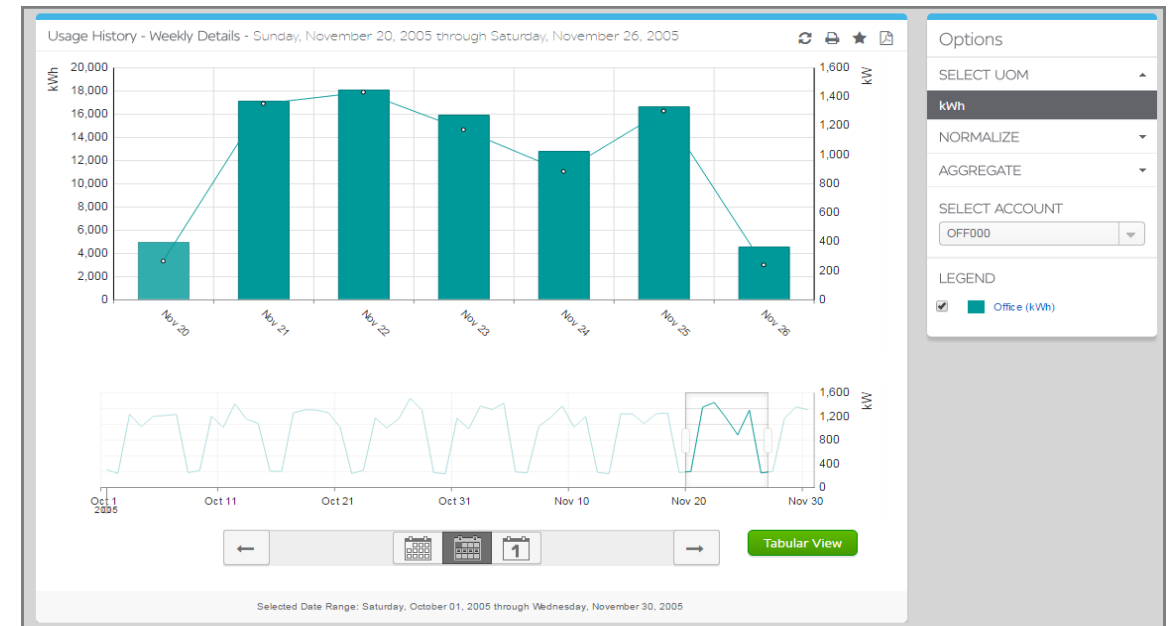 Usage History - Weekly Details - Sunday, November 20, 2005 through Saturday, November 26, 2005
kWh
kW
20,000
18,000
16,000
14,000
12,000
10,000
8,000
6,000
4,000
2,000
0
1,600
1,400
1,200
1,000
800
600
400
200
0
Nov 20
Nov 21
Nov 22
Nov 23
Nov 24
Nov 25
Nov 26
1,600
1,200
800
400
0
kW
Oct 1
2005
Oct 11
Oct 21
Oct 31
Nov 10
Nov 20
Nov 30
1
Tabular View
Selected Date Range: Saturday, October 01, 2005 through Wednesday, November 30, 2005
Options
SELECT UOM
kWh
NORMALIZE
AGGREGATE
SELECT ACCOUNT
OFF000
LEGEND
Office (kWh)